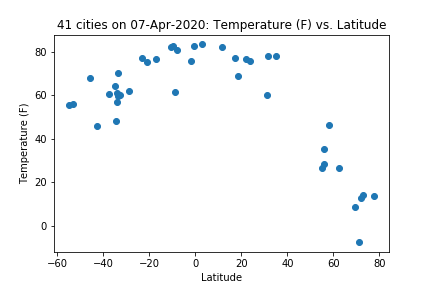 41 cities on 07-Apr-2020: Temperature (F) vs. Latitude
Temperature (F)
80
60
40
20
0
−60 −40 −20 0 20 40 60 80
Latitude